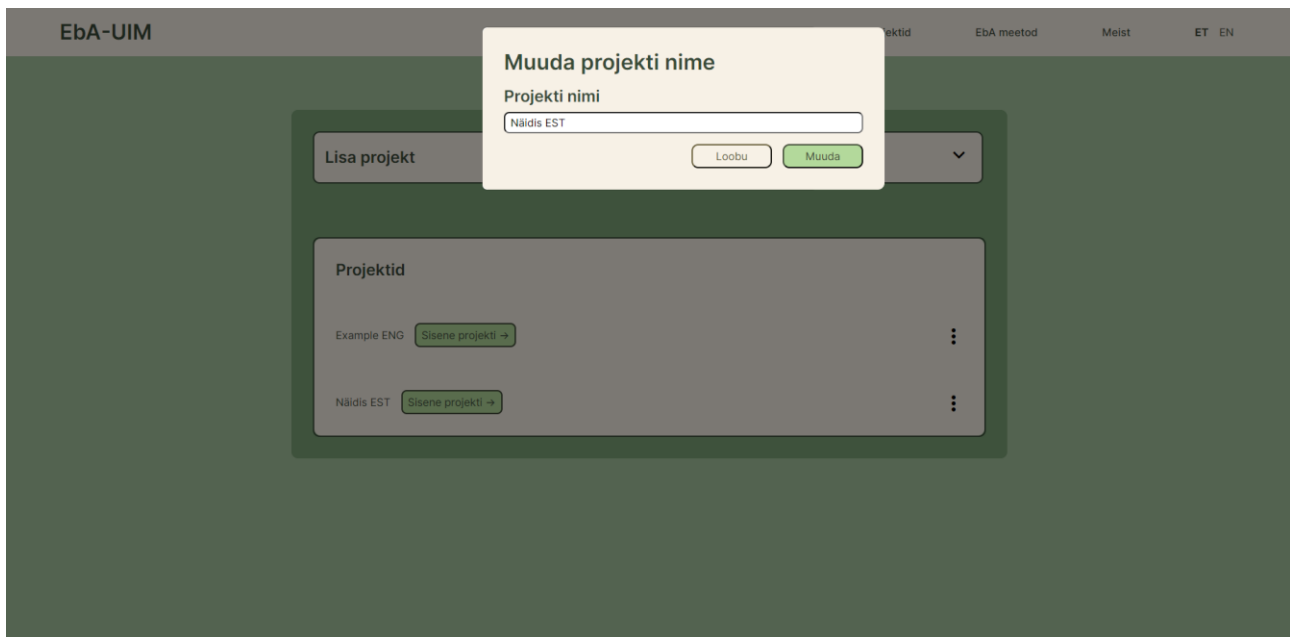 EbA-UIM
ektid EbA meetod Meist ET EN
Muuda projekti nime
Projekti nimi
Näidis EST
Loobu Muuda
Lisa projekt
Projektid
Example ENG Sisene projekti →
Näidis EST Sisene projekti →